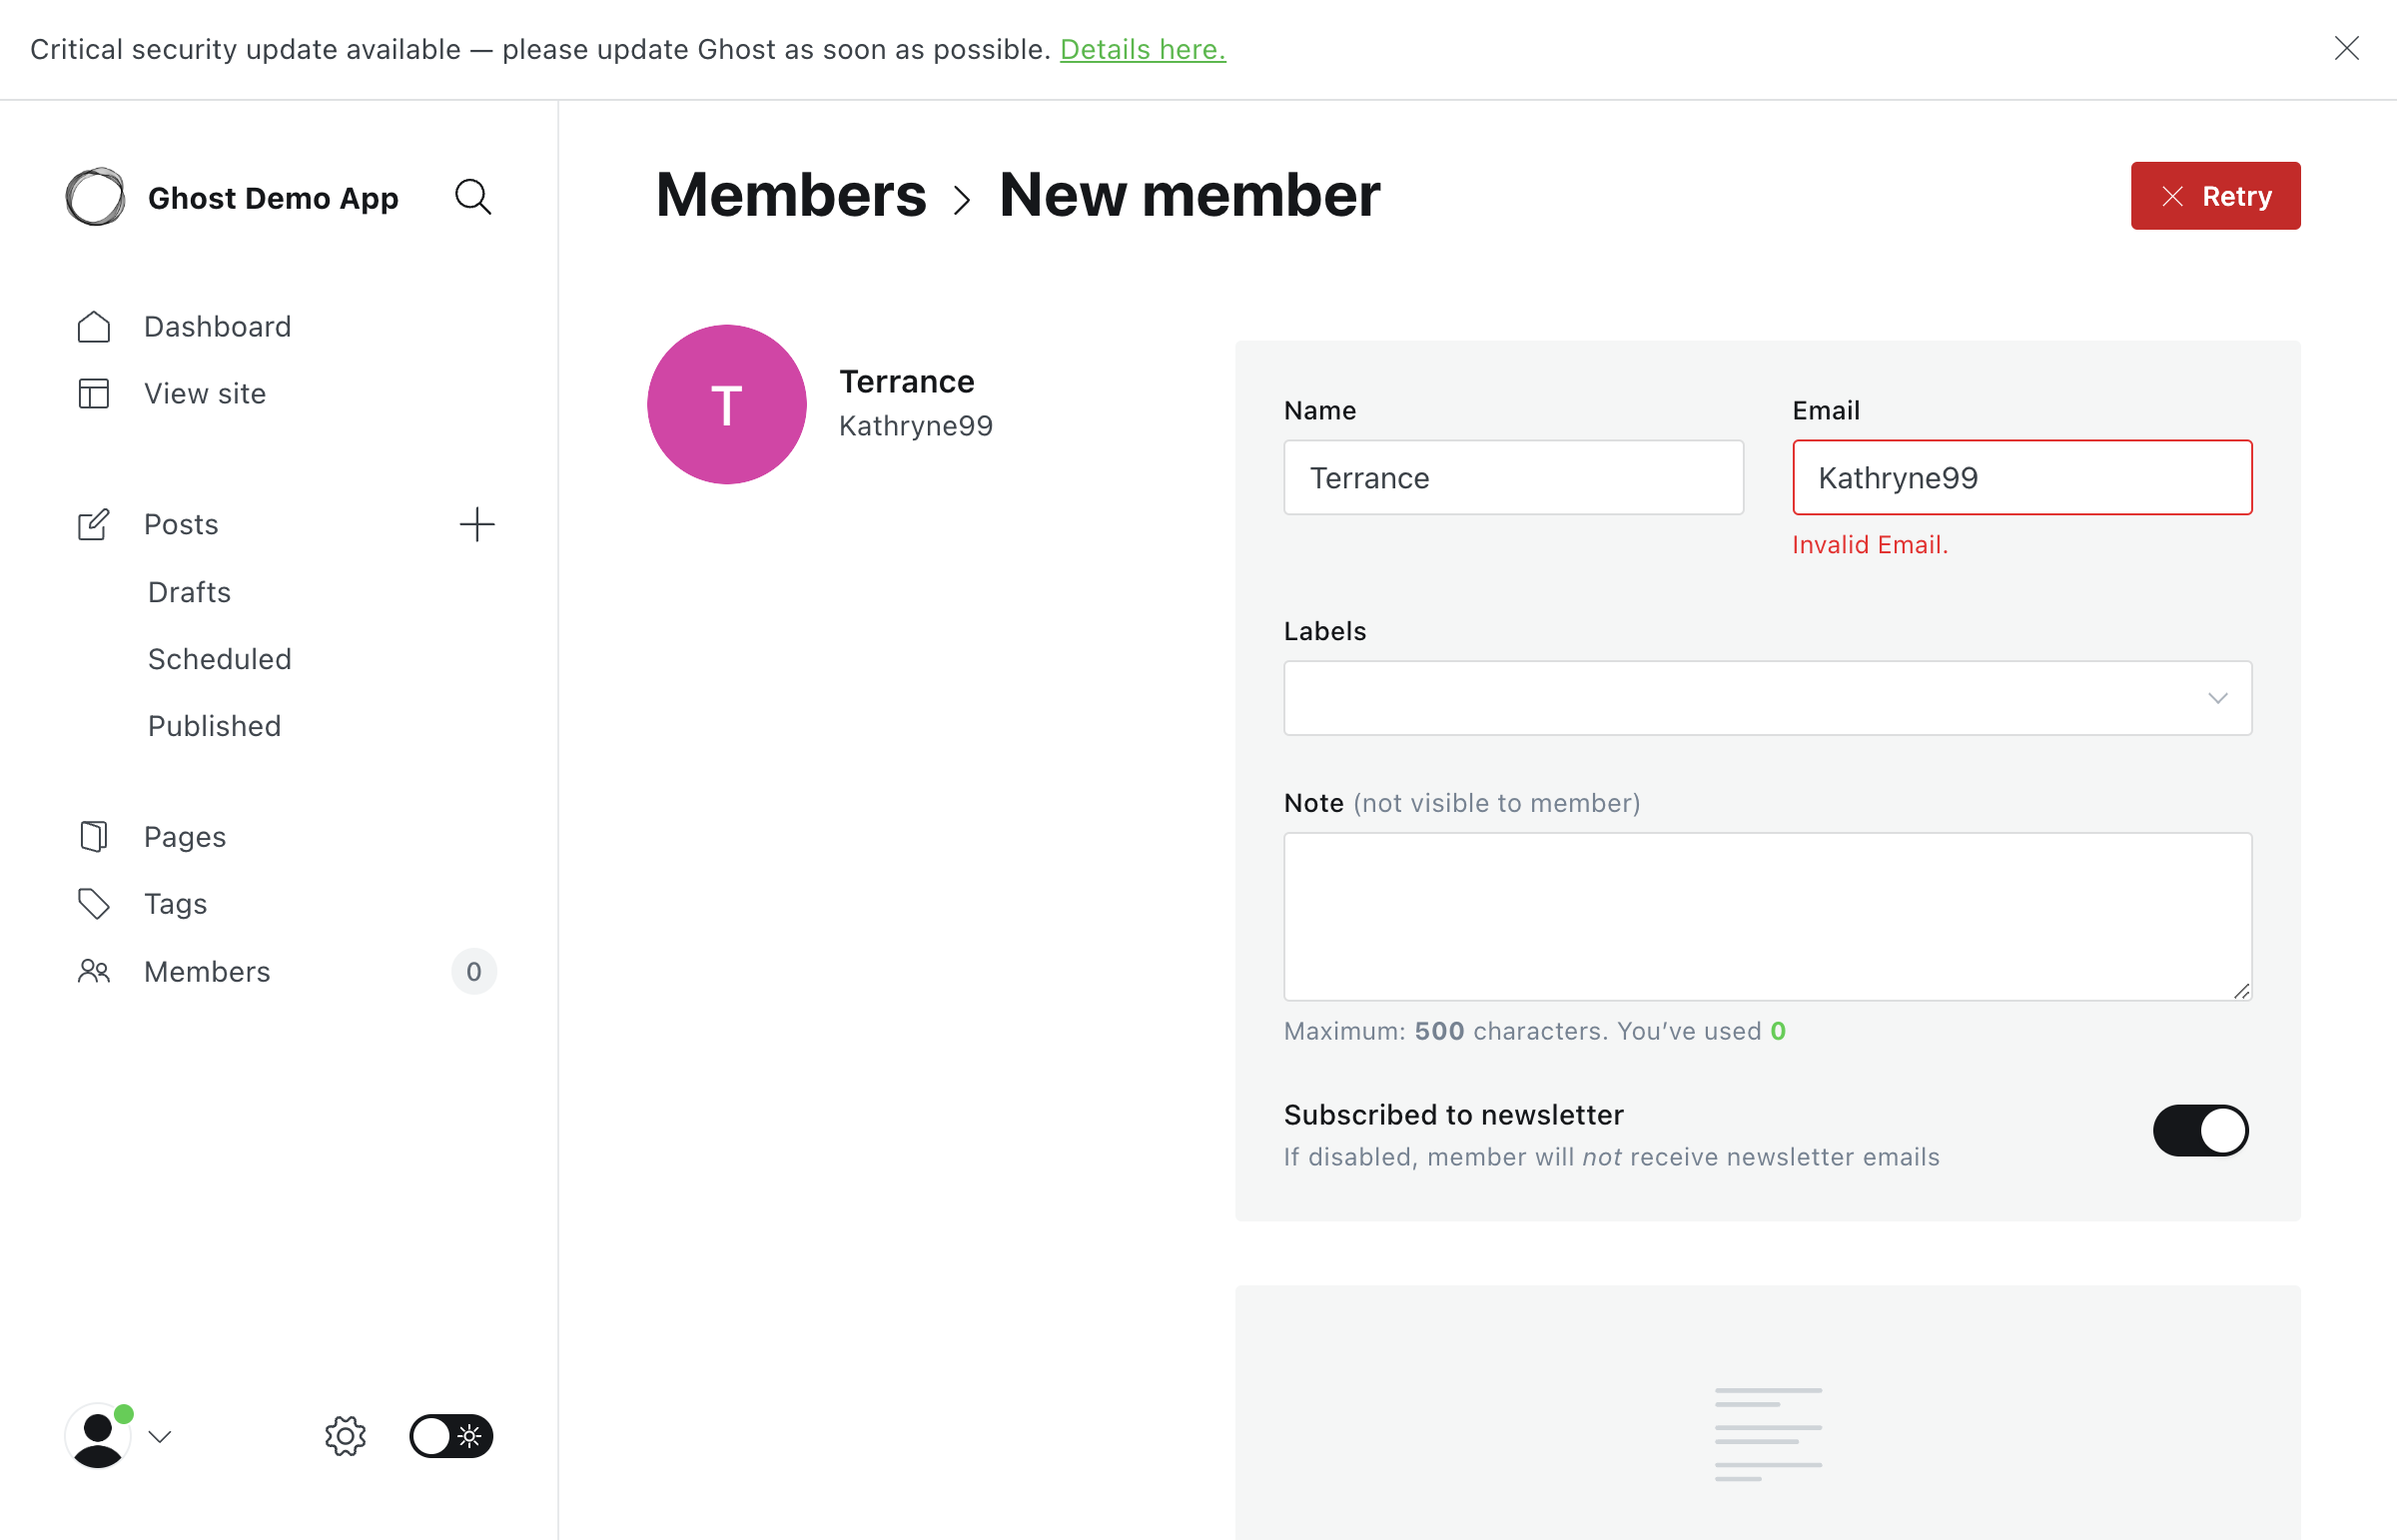 Critical security update available — please update Ghost as soon as possible. Details here.
Ghost Demo App
Dashboard
View site
Posts
Drafts
Scheduled
Published
Pages
Tags
Members 0
Members > New member
Retry
T
Terrance
Kathryne99
Name
Terrance
Email
Kathryne99
Invalid Email.
Labels
Note (not visible to member)
Maximum: 500 characters. You’ve used 0
Subscribed to newsletter
If disabled, member will not receive newsletter emails